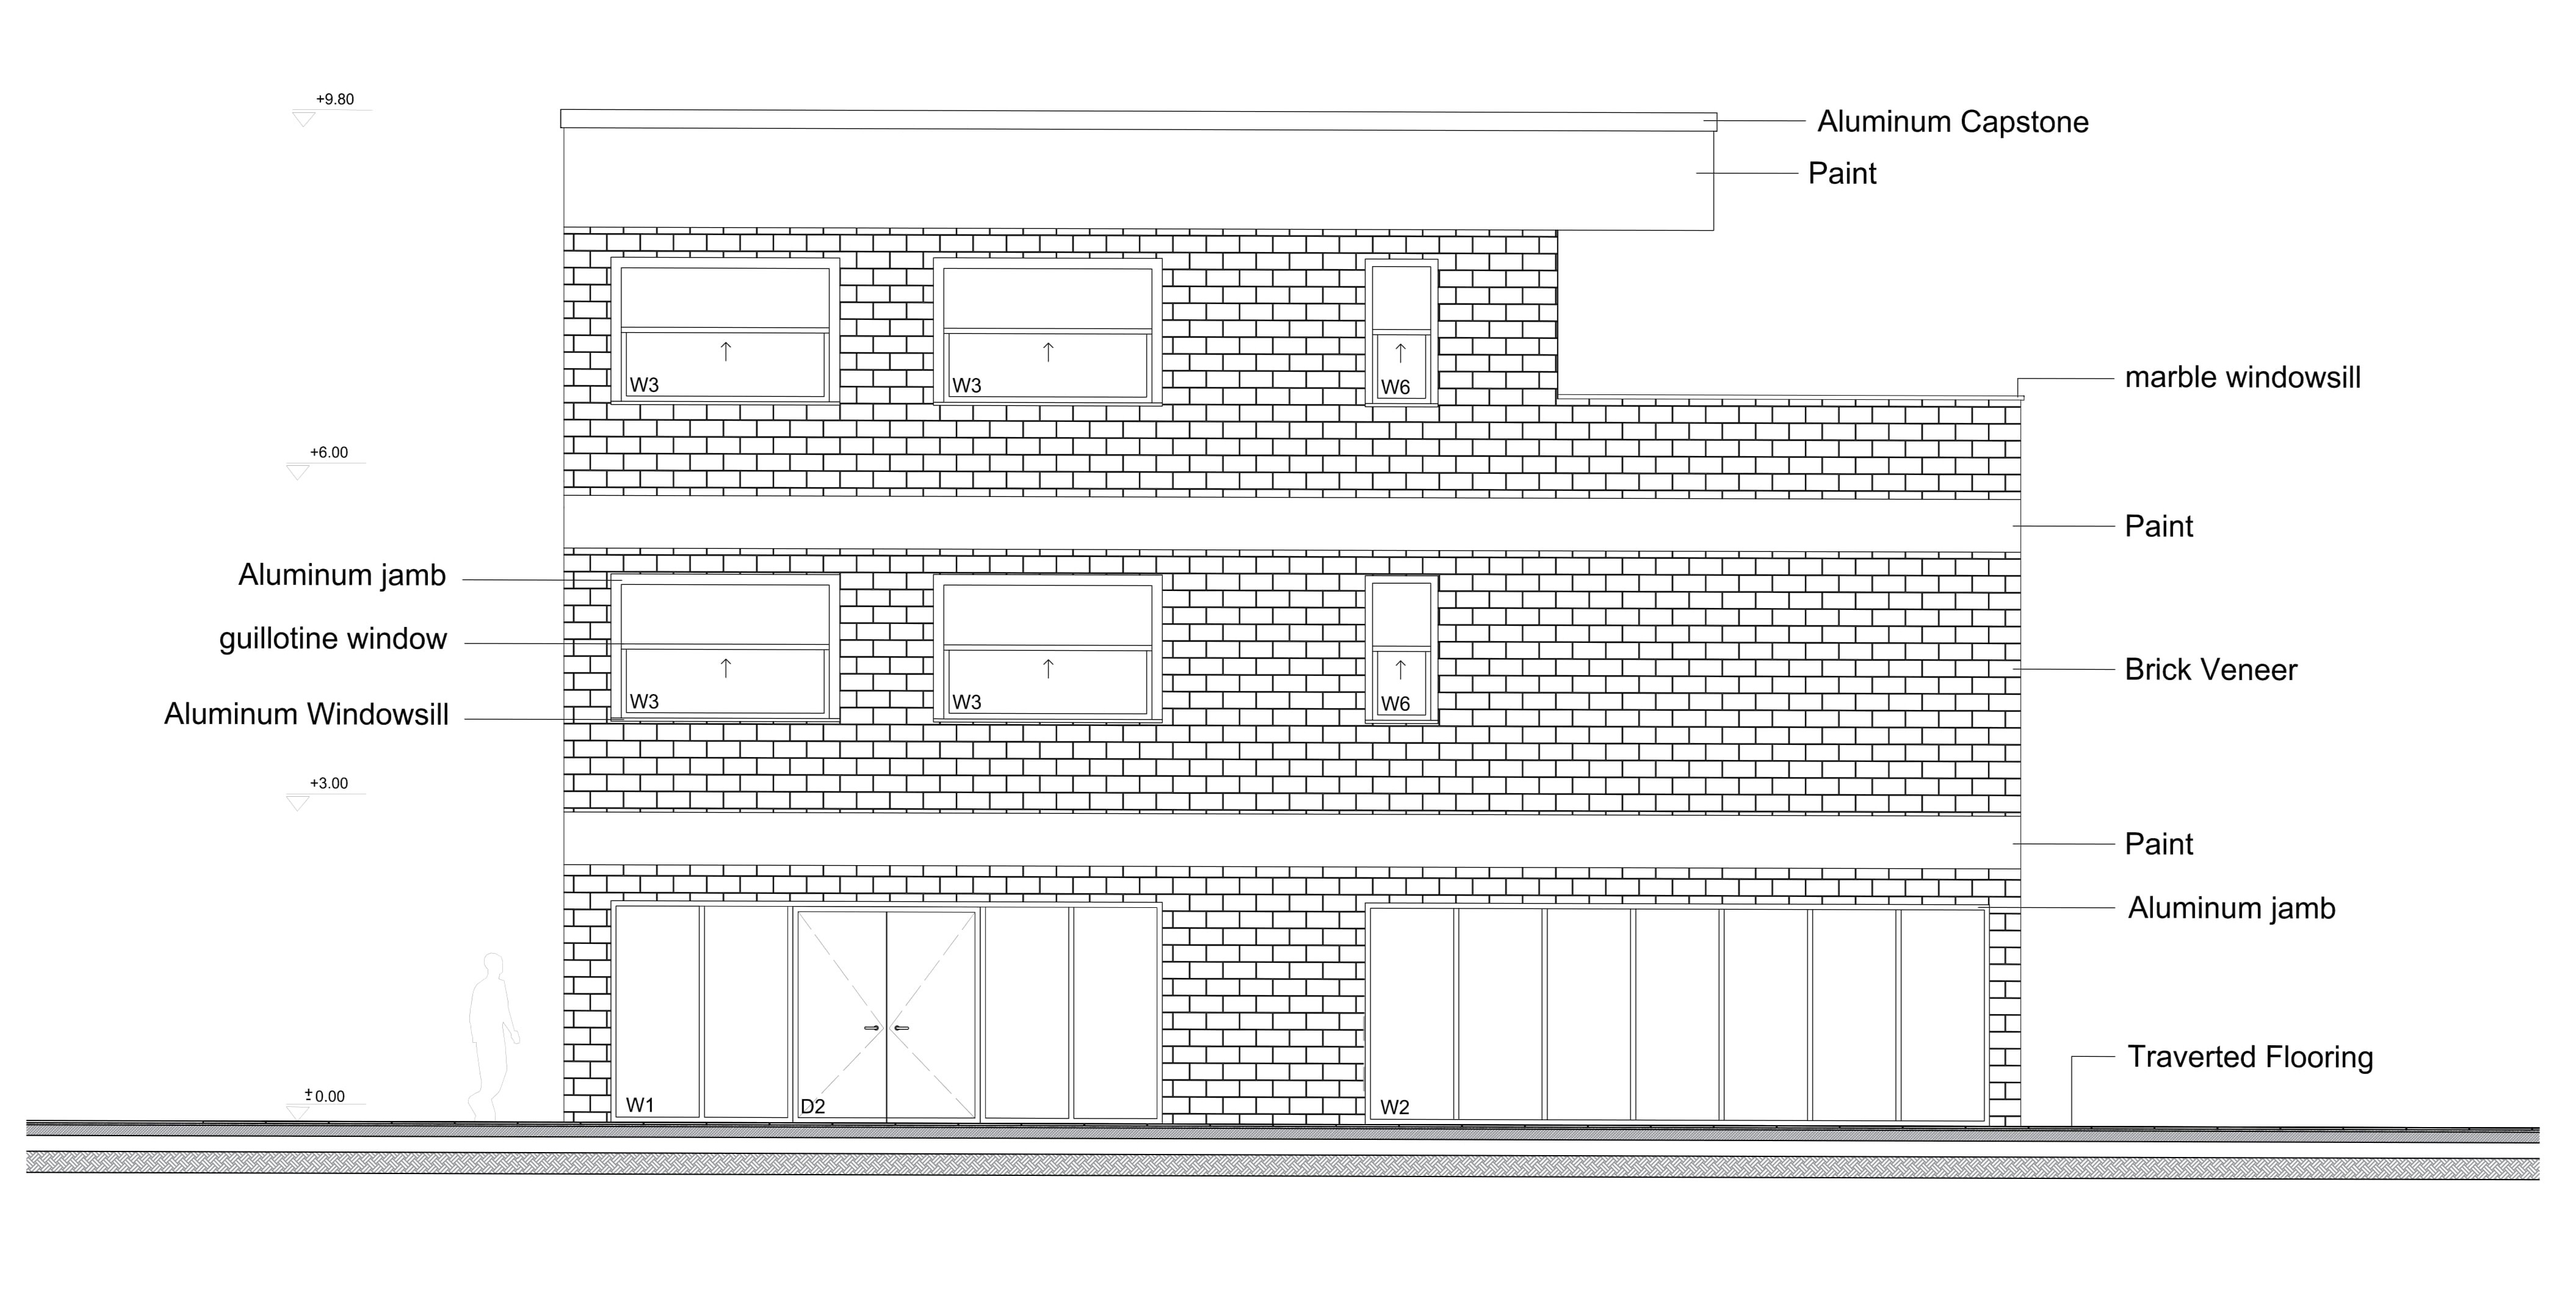 +9.80
Aluminum Capstone
Paint
W3
W3
W6
marble windowsill
+6.00
Paint
Aluminum jamb
guillotine window
Brick Veneer
W3
W3
W6
Aluminum Windowsill
+3.00
Paint
Aluminum jamb
Traverted Flooring
±0.00
W1
D2
W2